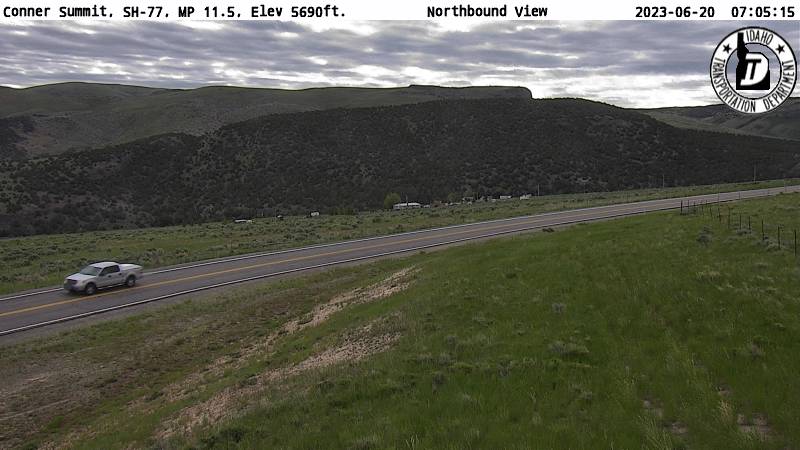 Conner Summit, SH-77, MP 11.5, Elev 5690ft. Northbound View 2023-06-20 07:05:15
IDAHO
TRANSPORTATION DEPARTMENT